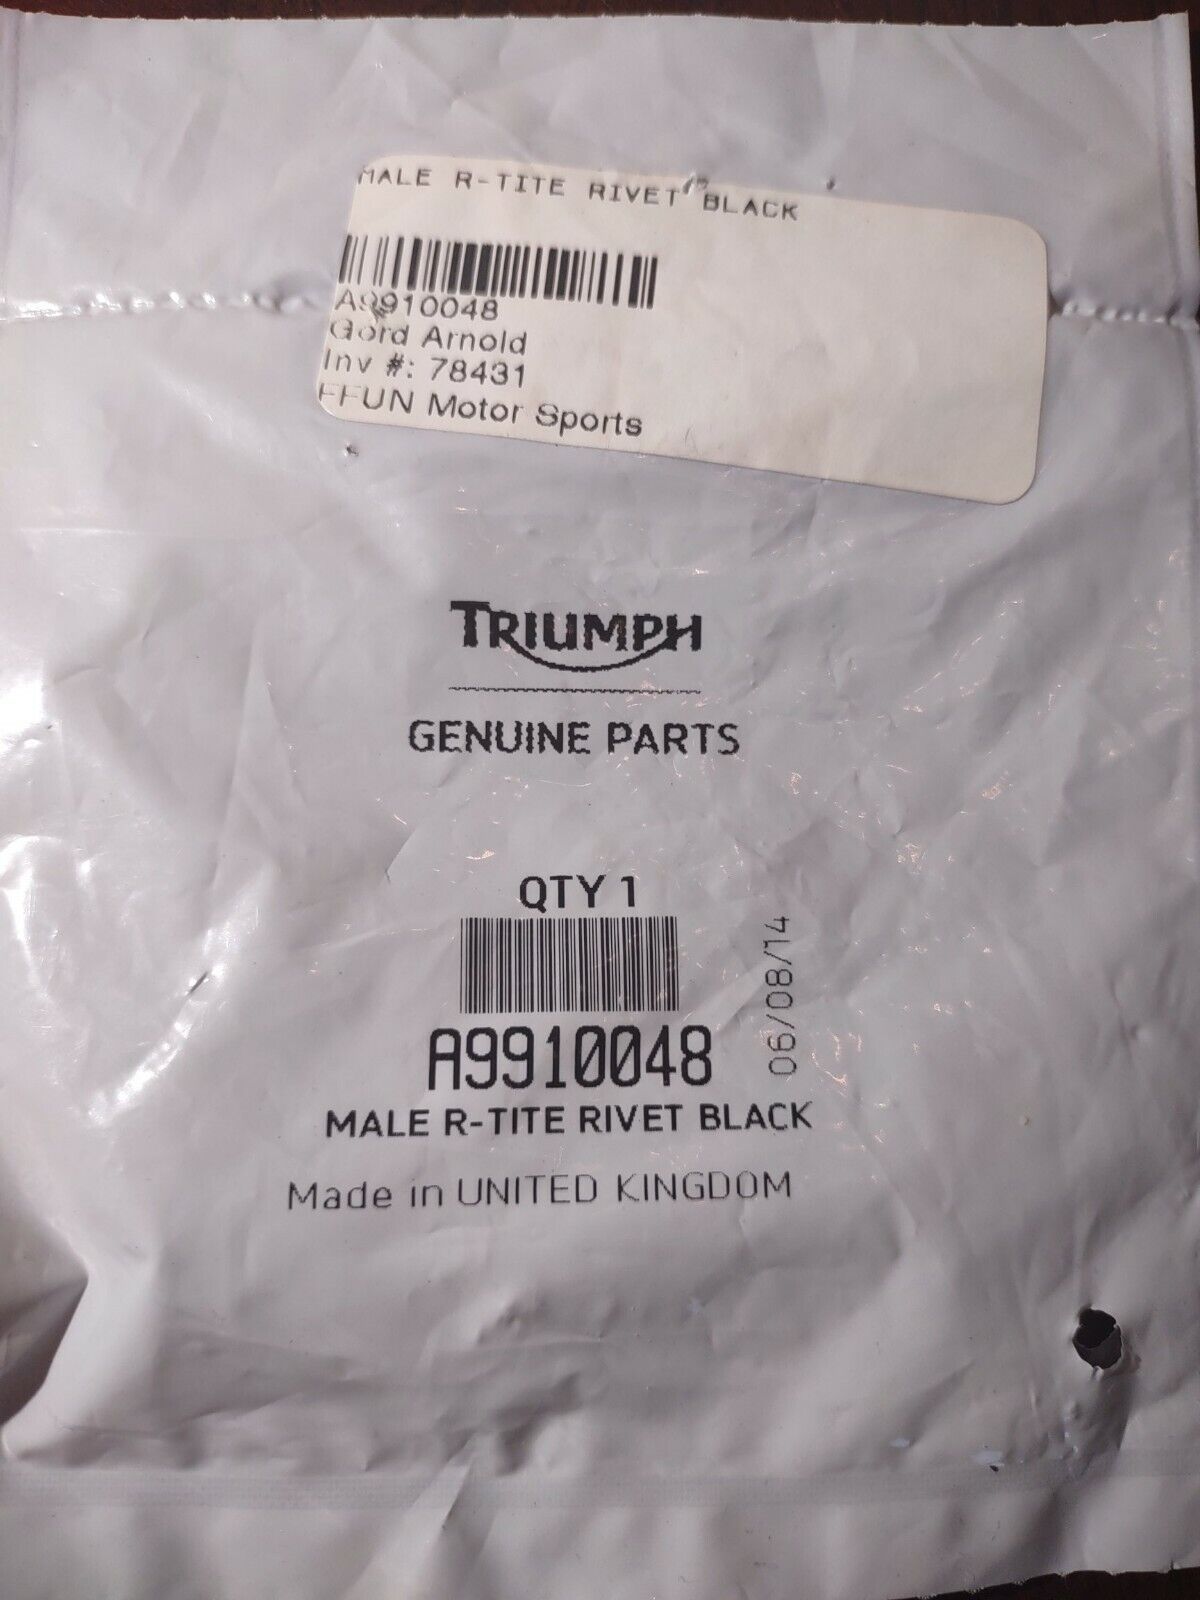 MALE R-TITE RIVET BLACK
A9910048
Gord Arnold
Inv #: 78431
FFUN Motor Sports
TRIUMPH
GENUINE PARTS
QTY 1
A9910048
06/08/14
MALE R-TITE RIVET BLACK
Made in UNITED KINGDOM